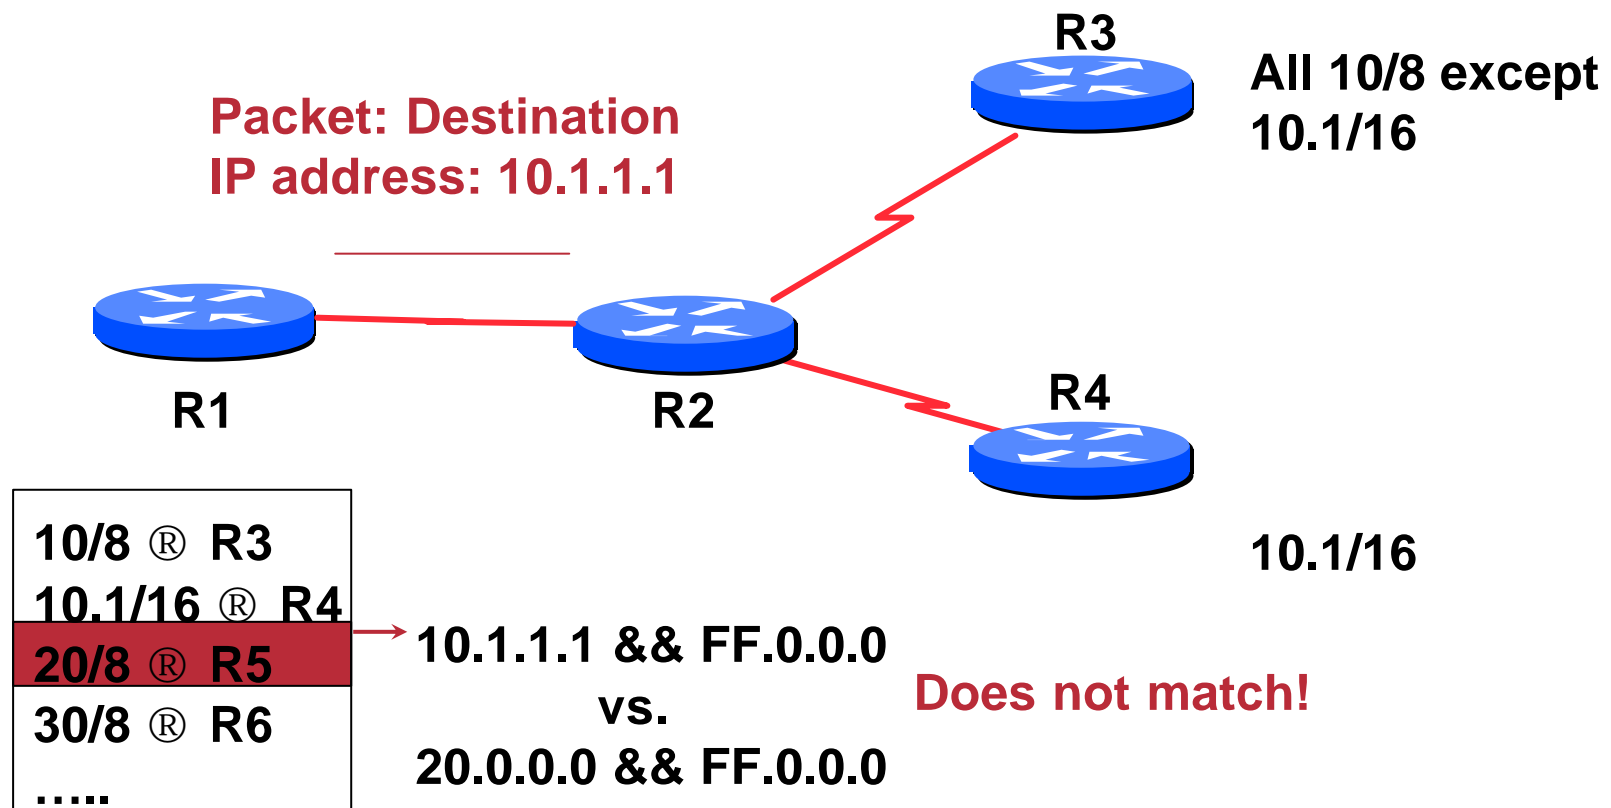 R3
All 10/8 except
10.1/16
Packet: Destination
IP address: 10.1.1.1
R1
R2
R4
10.1/16
10/8 ® R3
10.1/16 ® R4
20/8 ® R5
30/8 ® R6
…..
10.1.1.1 && FF.0.0.0
vs.
20.0.0.0 && FF.0.0.0
Does not match!